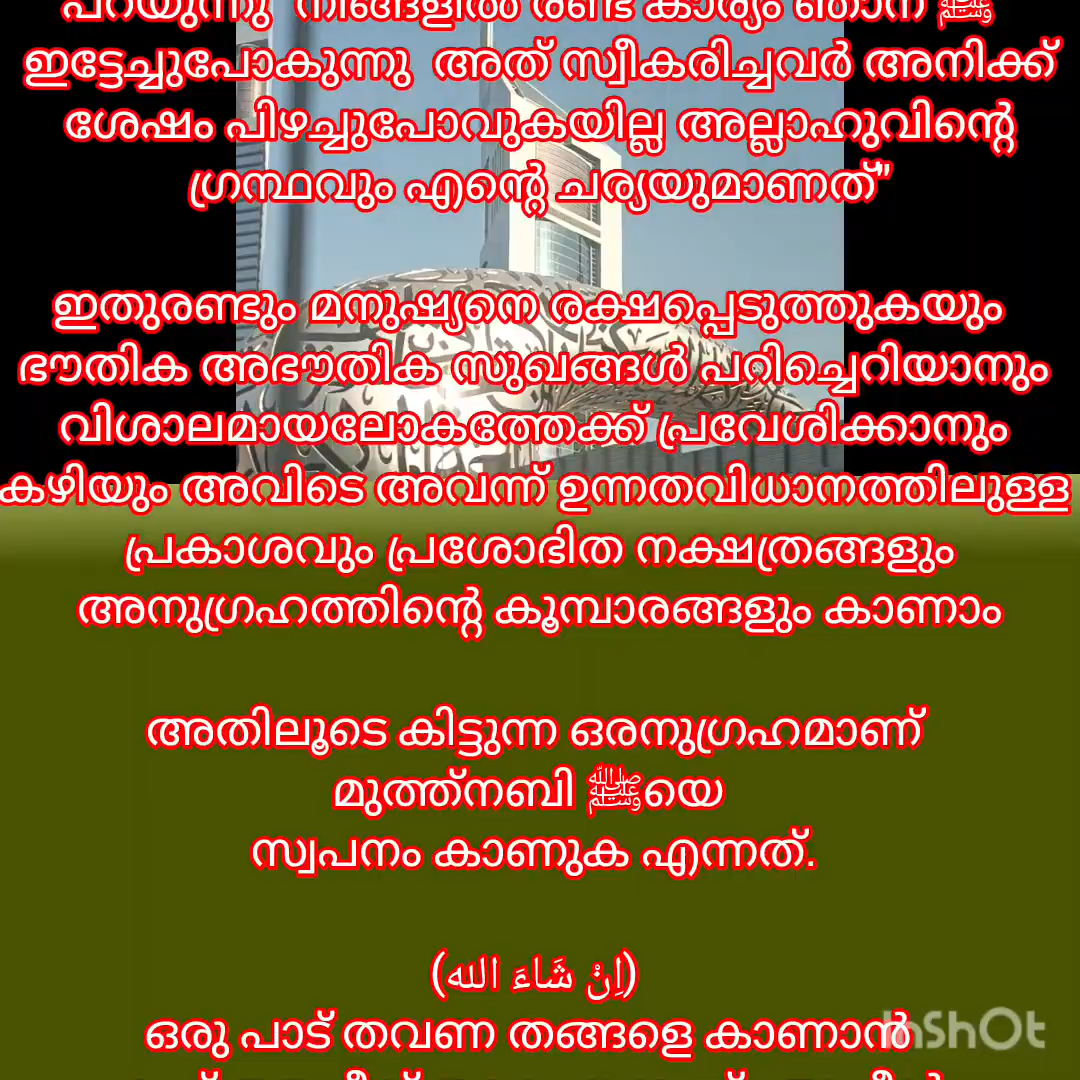 പറയുന്നു "നിങ്ങളിൽ രണ്ട് കാര്യം ഞാൻ ﷺ
ഇട്ടേച്ചുപോകുന്നു അത് സ്വീകരിച്ചവർ അനിക്ക്
ശേഷം പിഴച്ചുപോവുകയില്ല അല്ലാഹുവിന്റെ
ഗ്രന്ഥവും എന്റെ ചര്യയുമാണത്"
ഇതുരണ്ടും മനുഷ്യനെ രക്ഷപ്പെടുത്തുകയും
ഭൗതിക അഭൗതിക സുഖങ്ങൾ പറിച്ചെറിയാനും
വിശാലമായലോകത്തേക്ക് പ്രവേശിക്കാനും
കഴിയും അവിടെ അവന്ന് ഉന്നതവിധാനത്തിലുള്ള
പ്രകാശവും പ്രശോഭിത നക്ഷത്രങ്ങളും
അനുഗ്രഹത്തിന്റെ കൂമ്പാരങ്ങളും കാണാം
അതിലൂടെ കിട്ടുന്ന ഒരനുഗ്രഹമാണ്
മുത്ത്നബി ﷺയെ
സ്വപനം കാണുക എന്നത്.
(اِنْ شَاءَ الله)
ഒരു പാട് തവണ തങ്ങളെ കാണാൻ
InShOt